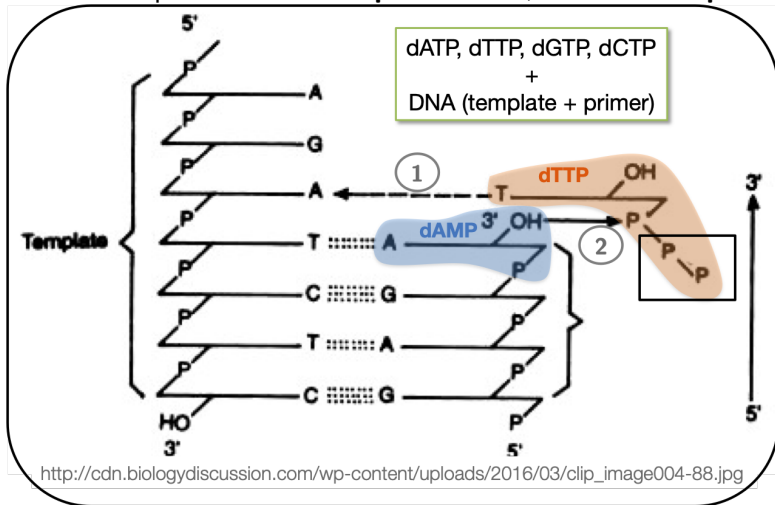 5'
dATP, dTTP, dGTP, dCTP
+
DNA (template + primer)
P
A
P
G
P
A
1
T
dTTP
OH
3'
P
Template
T
A
dAMP
3' OH
2
P
P
P
P
C
G
P
P
T
A
P
P
C
G
HO
P
5'
3'
5'
http://cdn.biologydiscussion.com/wp-content/uploads/2016/03/clip_image004-88.jpg